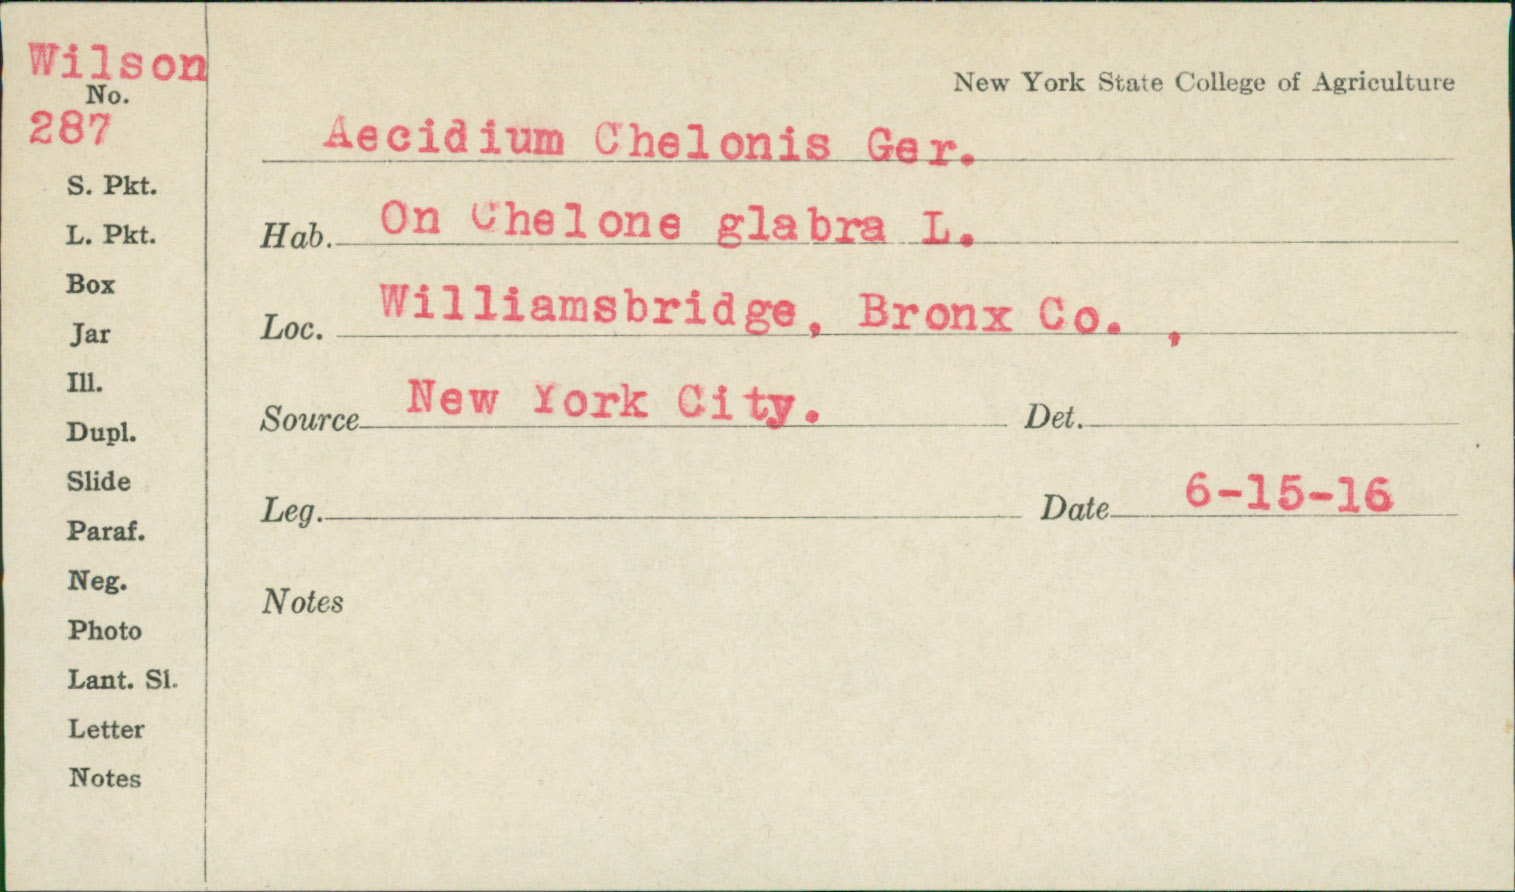 Wilson
No.
287
S. Pkt.
L. Pkt.
Box
Jar
Ill.
Dupl.
Slide
Paraf.
Neg.
Photo
Lant. Sl.
Letter
Notes
New York State College of Agriculture
Aecidium Chelonis Ger.
Hab. On Chelone glabra L.
Loc. Williamsbridge, Bronx Co. ,
Source New York City. Det.
Leg. Date 6-15-16
Notes